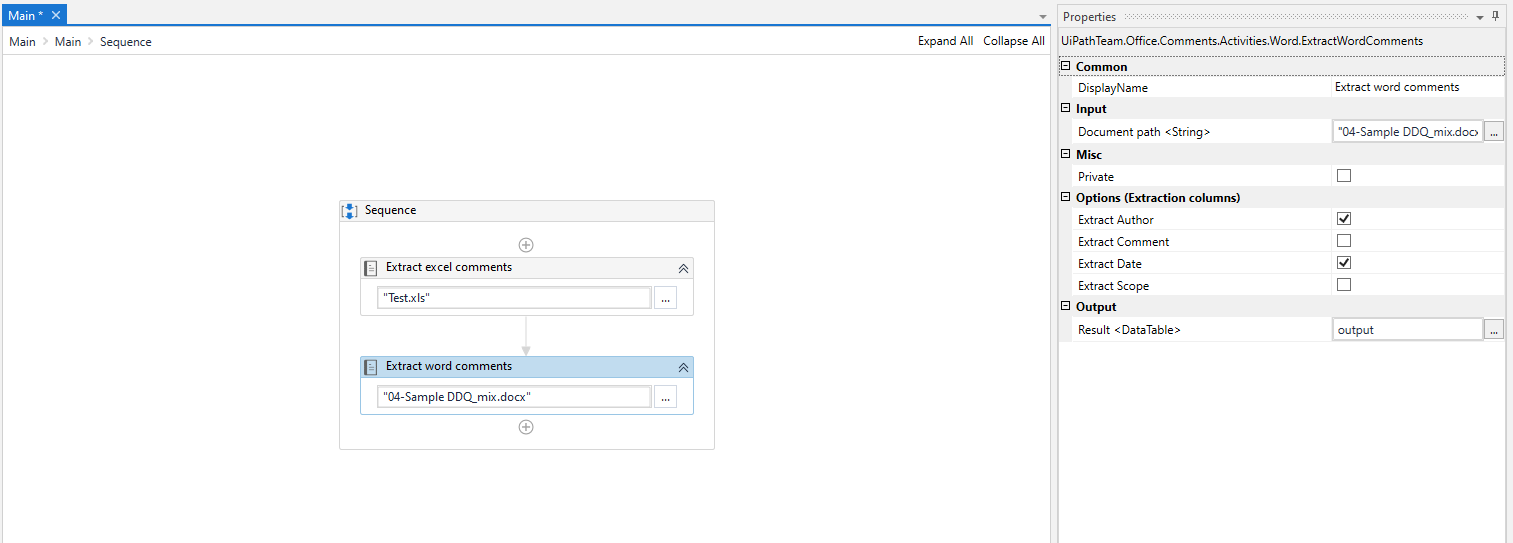 Main *
Main Main Sequence
Expand All Collapse All
Sequence
Extract excel comments
"Test.xls"
...
Extract word comments
"04-Sample DDQ_mix.docx"
...
Properties
UiPathTeam.Office.Comments.Activities.Word.ExtractWordComments
Common
DisplayName Extract word comments
Input
Document path <String> "04-Sample DDQ_mix.docx ...
Misc
Private
Options (Extraction columns)
Extract Author
Extract Comment
Extract Date
Extract Scope
Output
Result <DataTable> output ...